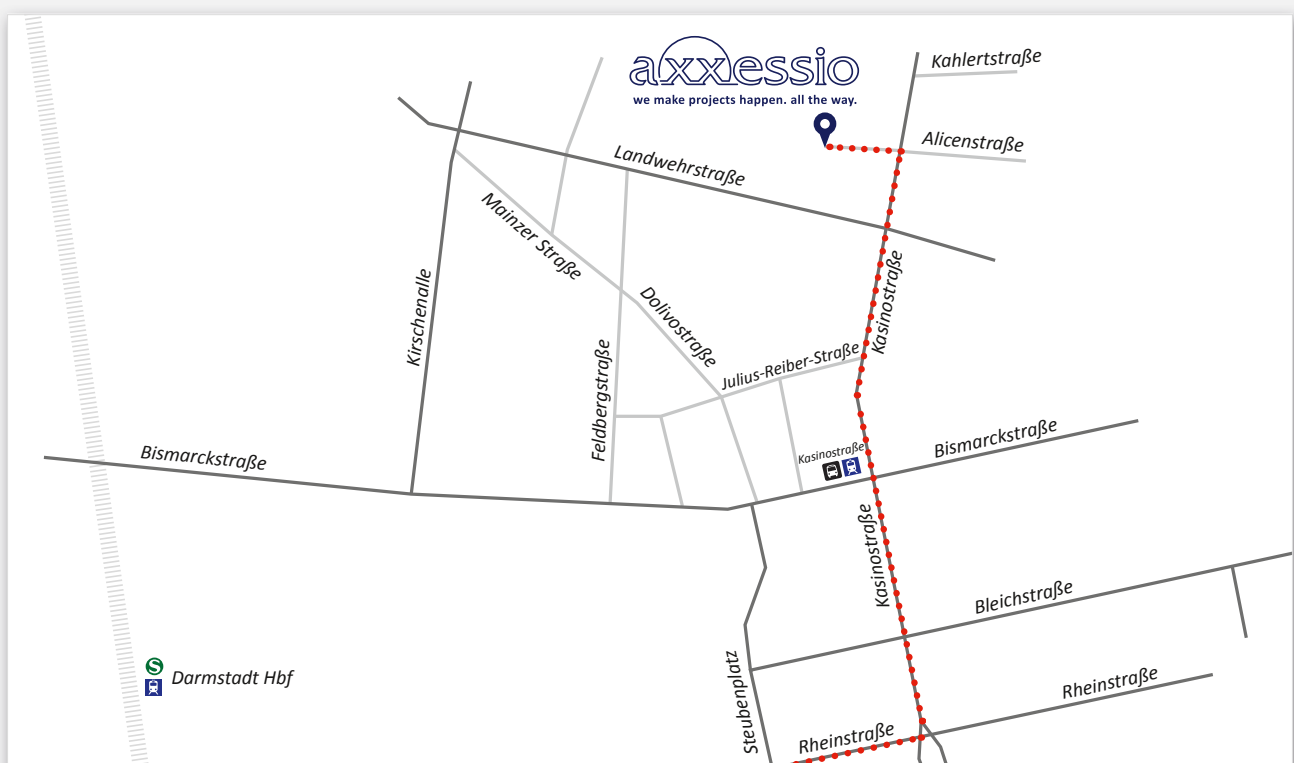 axxessio
we make projects happen. all the way.
Kahlertstraße
Alicenstraße
Landwehrstraße
Mainzer Straße
Kirschenalle
Kasinostraße
Dolivostraße
Feldbergstraße
Julius-Reiber-Straße
Bismarckstraße
Kasinostraße
Bismarckstraße
Kasinostraße
Bleichstraße
S
Darmstadt Hbf
Steubenplatz
Rheinstraße
Rheinstraße